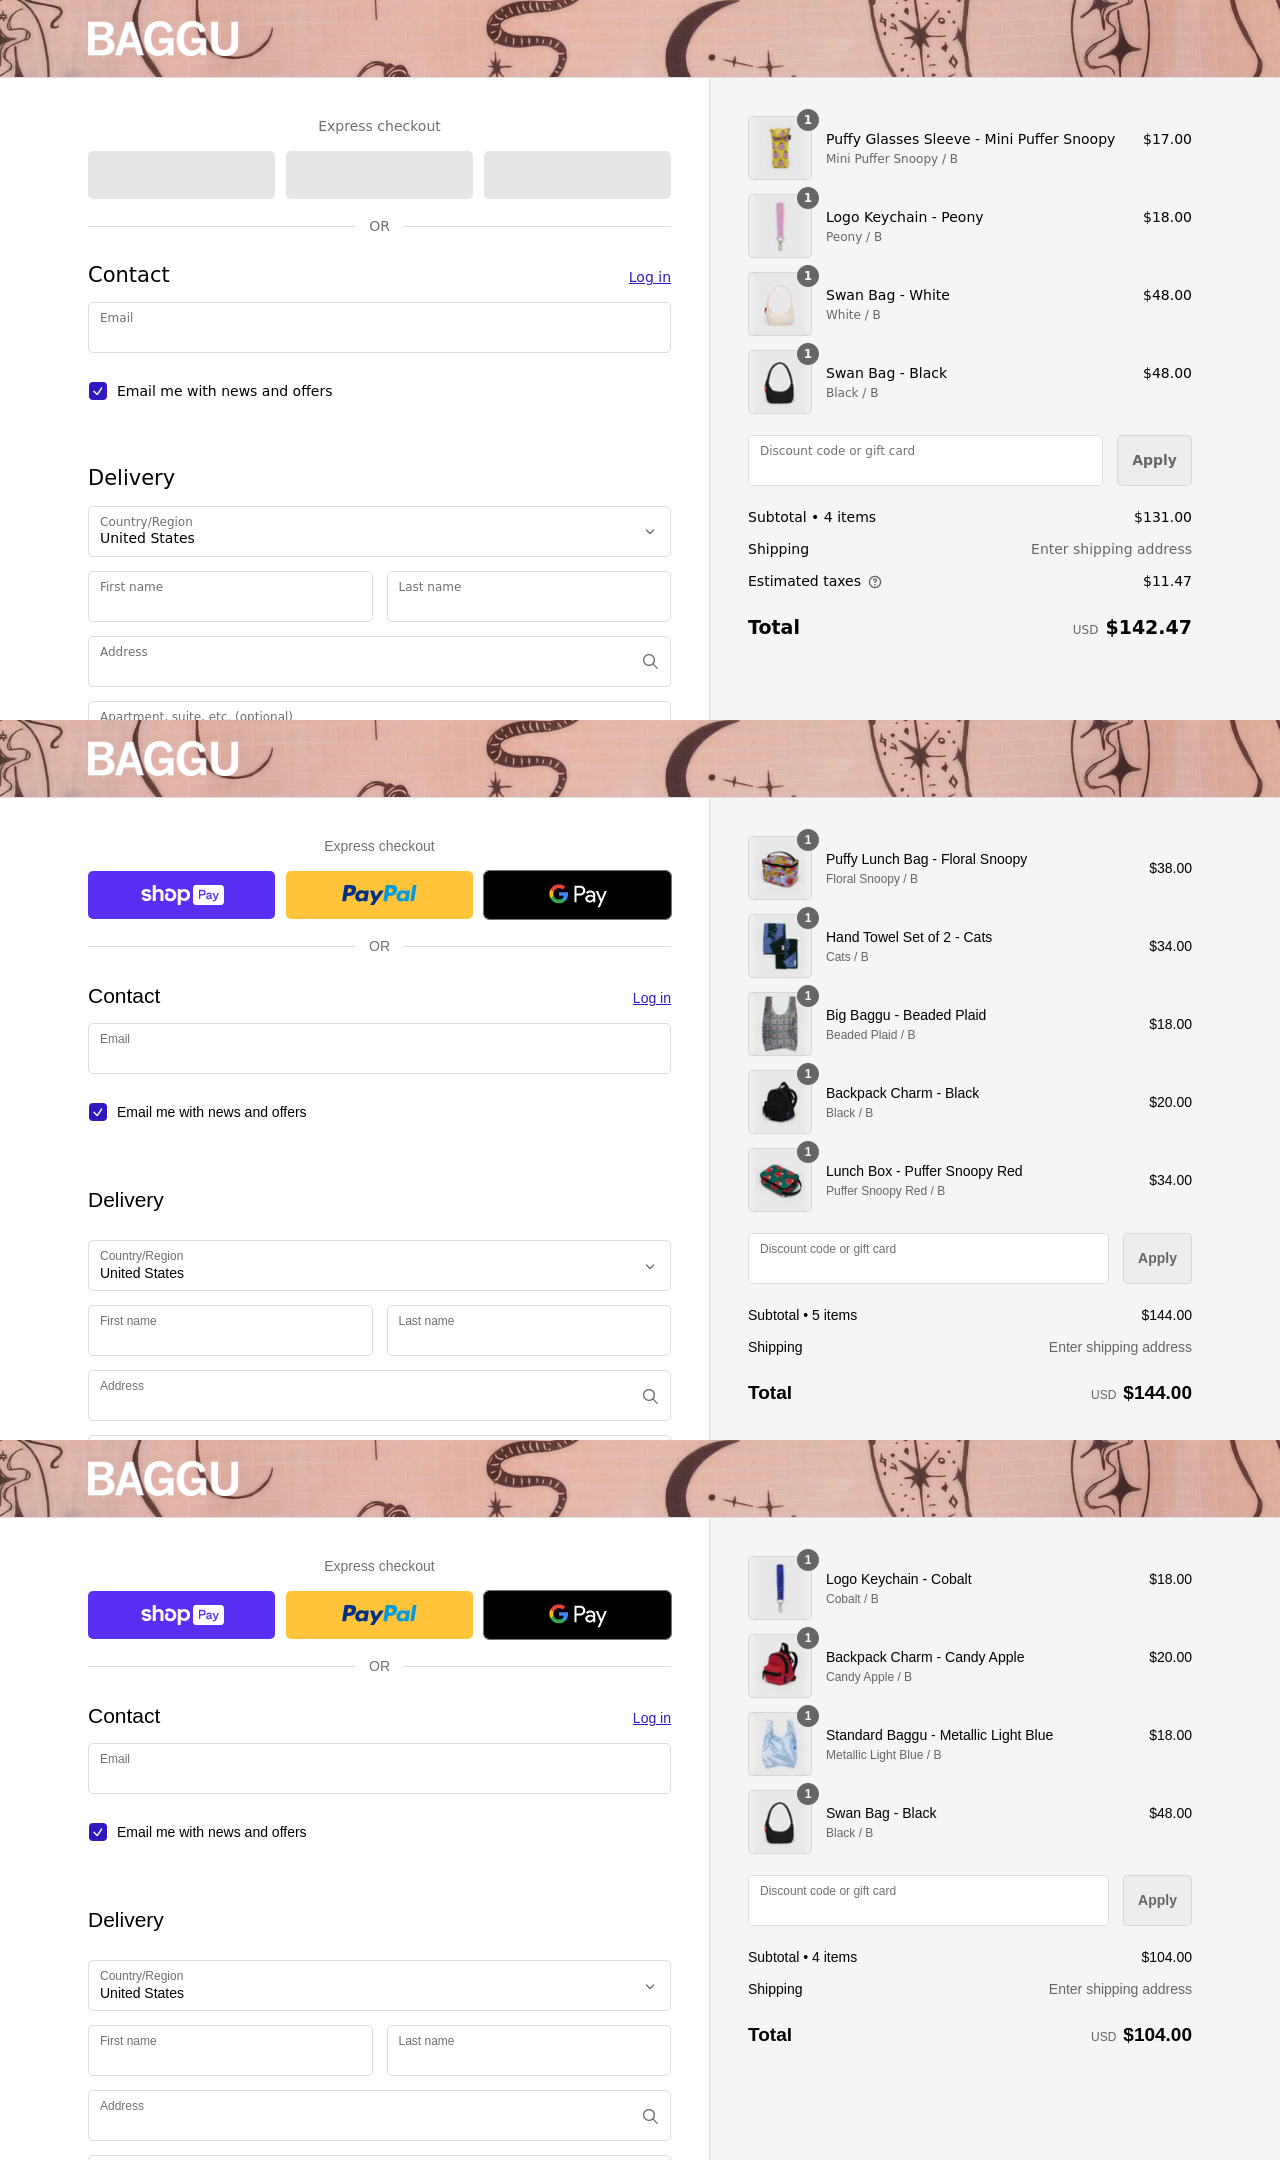 BAGGU
Express checkout
OR
Contact
Log in
Email
Email me with news and offers
Delivery
Country/Region
United States
First name
Last name
Address
Apartment, suite, etc. (optional)
1
Puffy Glasses Sleeve - Mini Puffer Snoopy
$17.00
Mini Puffer Snoopy / B
1
Logo Keychain - Peony
$18.00
Peony / B
1
Swan Bag - White
$48.00
White / B
1
Swan Bag - Black
$48.00
Black / B
Discount code or gift card
Apply
Subtotal • 4 items
$131.00
Shipping
Enter shipping address
Estimated taxes
$11.47
Total
USD $142.47
BAGGU
Express checkout
shop Pay
PayPal
G Pay
OR
Contact
Log in
Email
Email me with news and offers
Delivery
Country/Region
United States
First name
Last name
Address
1
Puffy Lunch Bag - Floral Snoopy
$38.00
Floral Snoopy / B
1
Hand Towel Set of 2 - Cats
$34.00
Cats / B
1
Big Baggu - Beaded Plaid
$18.00
Beaded Plaid / B
1
Backpack Charm - Black
$20.00
Black / B
1
Lunch Box - Puffer Snoopy Red
$34.00
Puffer Snoopy Red / B
Discount code or gift card
Apply
Subtotal • 5 items
$144.00
Shipping
Enter shipping address
Total
USD $144.00
BAGGU
Express checkout
shop Pay
PayPal
G Pay
OR
Contact
Log in
Email
Email me with news and offers
Delivery
Country/Region
United States
First name
Last name
Address
1
Logo Keychain - Cobalt
$18.00
Cobalt / B
1
Backpack Charm - Candy Apple
$20.00
Candy Apple / B
1
Standard Baggu - Metallic Light Blue
$18.00
Metallic Light Blue / B
1
Swan Bag - Black
$48.00
Black / B
Discount code or gift card
Apply
Subtotal • 4 items
$104.00
Shipping
Enter shipping address
Total
USD $104.00